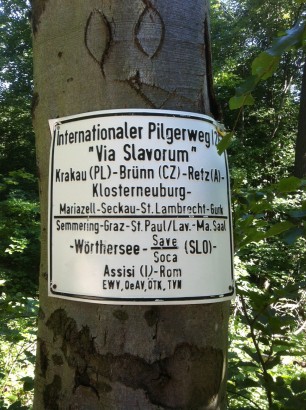 Internationaler Pilgerweg
"Via Slavorum"
Krakau (PL)-Brünn (CZ)-Retz(A)-
Klosterneuburg-
Mariazell-Seckau-St.Lambrecht-Gurk
Semmering-Graz-St.Paul/Lav.-Ma.Saal
-Wörthersee- Save (SLO)-
Soca
Assisi (I)-Rom
EWV, OeAV, ÖTK, TVN